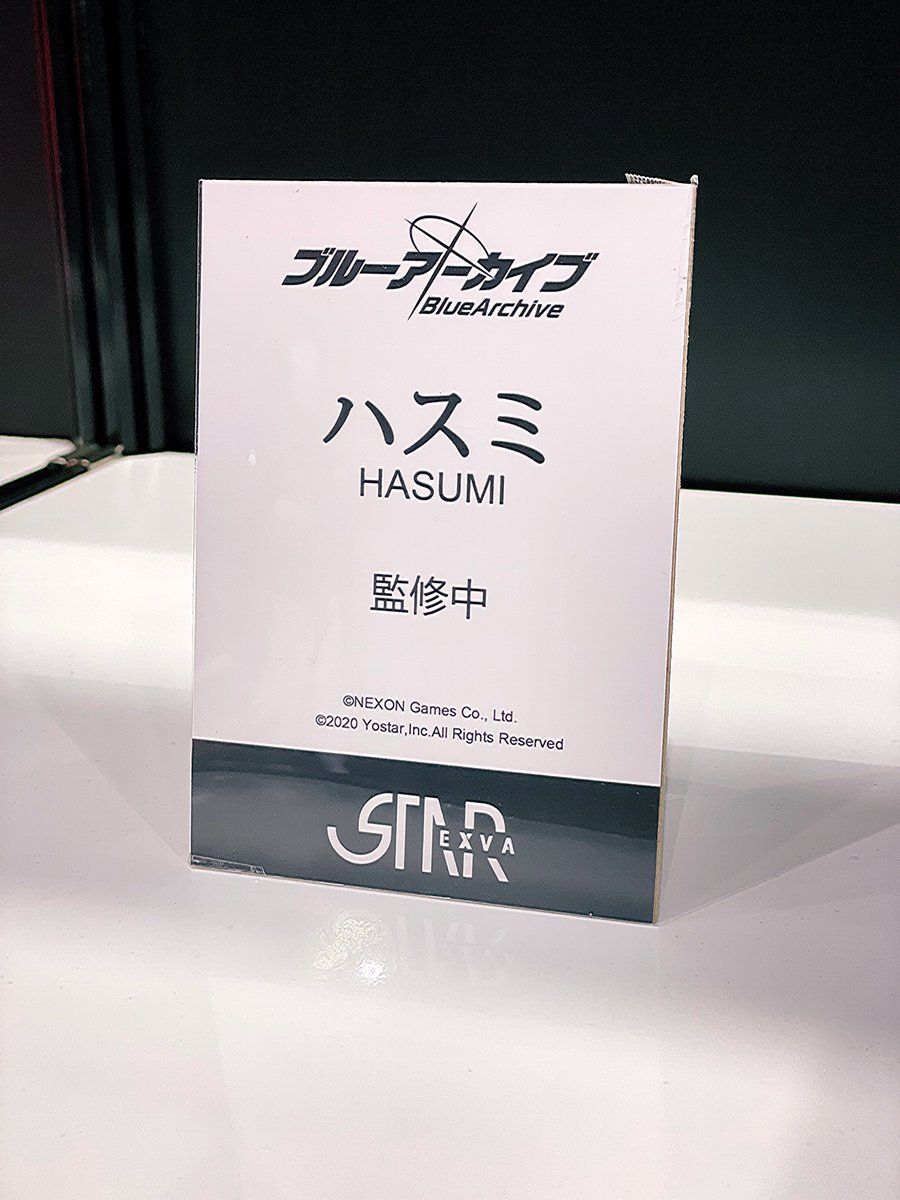 ブルーアーカイブ
BlueArchive
ハスミ
HASUMI
監修中
©NEXON Games Co., Ltd.
©2020 Yostar,Inc.All Rights Reserved
STAR
EXVA